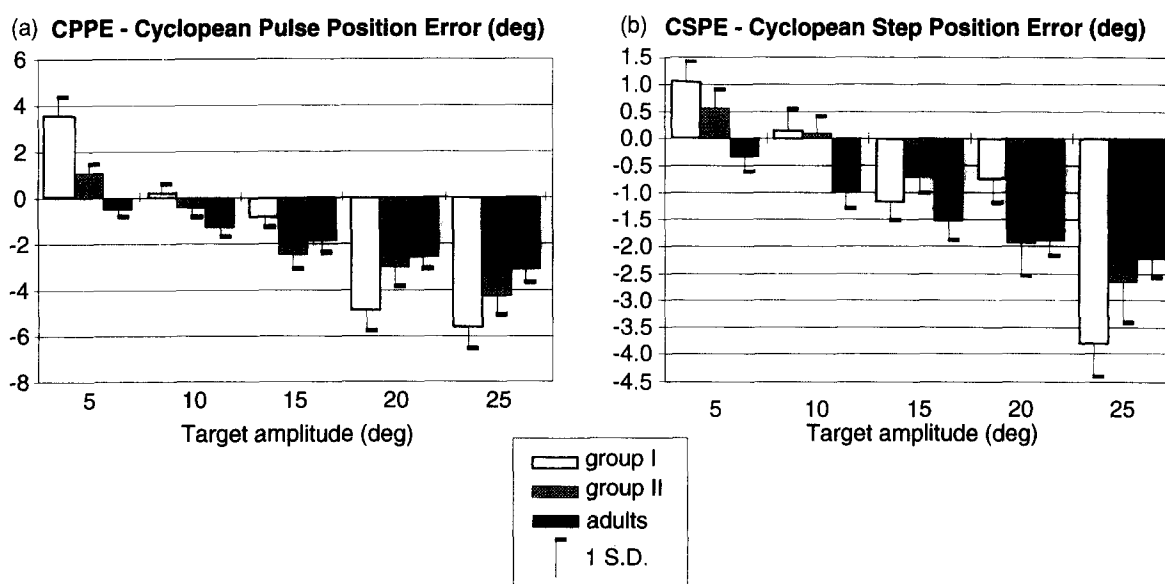 (a) CPPE - Cyclopean Pulse Position Error (deg)
6
4
2
0
-2
-4
-6
-8
5 10 15 20 25
Target amplitude (deg)
(b) CSPE - Cyclopean Step Position Error (deg)
1.5
1.0
0.5
0.0
-0.5
-1.0
-1.5
-2.0
-2.5
-3.0
-3.5
-4.0
-4.5
5 10 15 20 25
Target amplitude (deg)
group I
group II
adults
1 S.D.